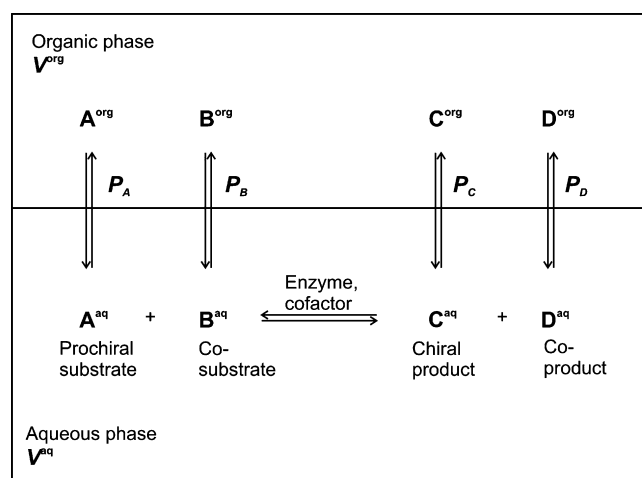 Organic phase
V^org
A^org B^org C^org D^org
P_A P_B P_C P_D
Enzyme,
cofactor
A^aq + B^aq C^aq + D^aq
Prochiral Co- Chiral Co-
substrate substrate product product
Aqueous phase
V^aq